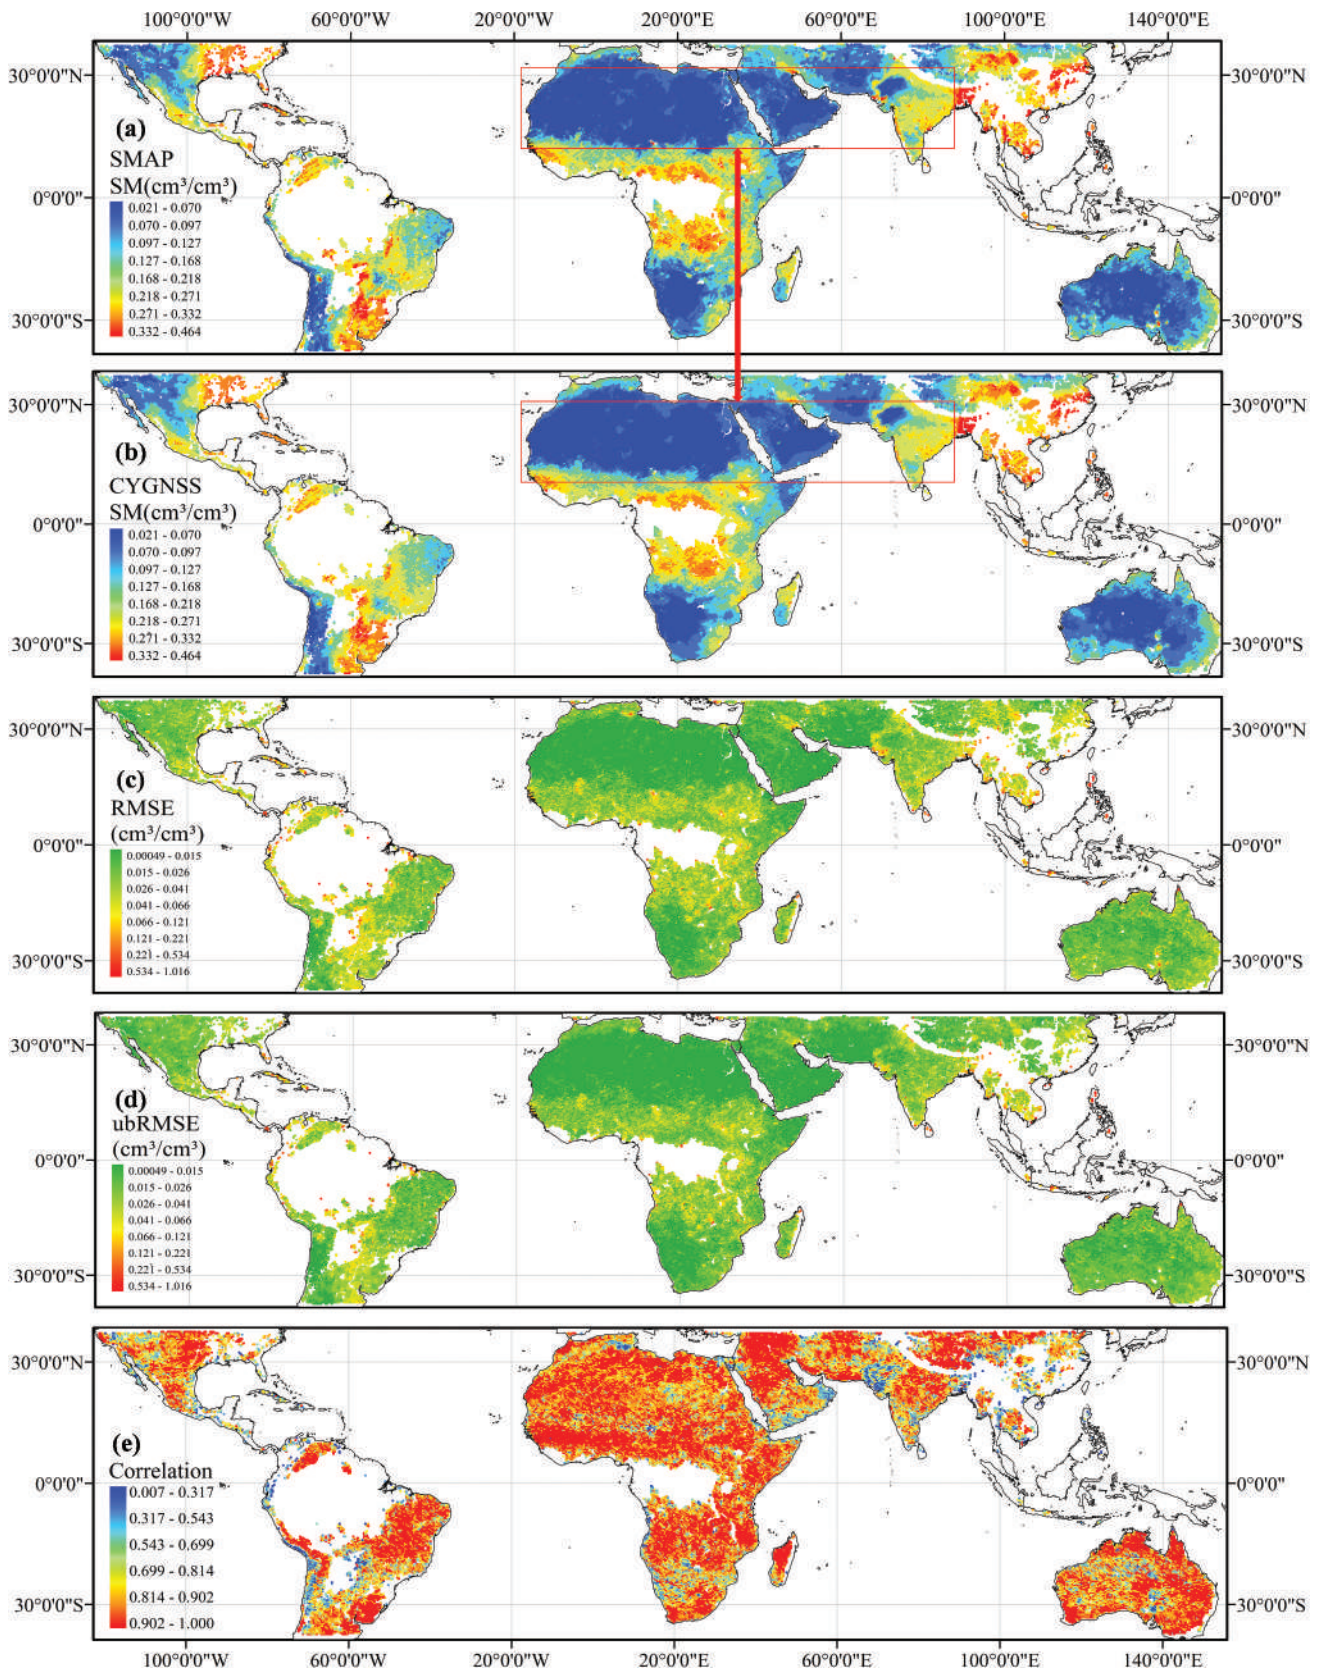 100°0'0"W 60°0'0"W 20°0'0"W 20°0'0"E 60°0'0"E 100°0'0"E 140°0'0"E
30°0'0"N 30°0'0"N
(a)
SMAP
SM(cm³/cm³)
0°0'0" 0°0'0"
0.021 - 0.070
0.070 - 0.097
0.097 - 0.127
0.127 - 0.168
0.168 - 0.218
0.218 - 0.271
0.271 - 0.332
0.332 - 0.464
30°0'0"S 30°0'0"S
30°0'0"N 30°0'0"N
(b)
CYGNSS
SM(cm³/cm³)
0°0'0" 0°0'0"
0.021 - 0.070
0.070 - 0.097
0.097 - 0.127
0.127 - 0.168
0.168 - 0.218
0.218 - 0.271
0.271 - 0.332
0.332 - 0.464
30°0'0"S 30°0'0"S
30°0'0"N 30°0'0"N
(c)
RMSE
(cm³/cm³)
0°0'0" 0°0'0"
0.00049 - 0.015
0.015 - 0.026
0.026 - 0.041
0.041 - 0.066
0.066 - 0.121
0.121 - 0.221
0.221 - 0.534
0.534 - 1.016
30°0'0"S 30°0'0"S
30°0'0"N 30°0'0"N
(d)
ubRMSE
(cm³/cm³)
0°0'0" 0°0'0"
0.00049 - 0.015
0.015 - 0.026
0.026 - 0.041
0.041 - 0.066
0.066 - 0.121
0.121 - 0.221
0.221 - 0.534
0.534 - 1.016
30°0'0"S 30°0'0"S
30°0'0"N 30°0'0"N
(e)
Correlation
0°0'0" 0°0'0"
0.007 - 0.317
0.317 - 0.543
0.543 - 0.699
0.699 - 0.814
0.814 - 0.902
0.902 - 1.000
30°0'0"S 30°0'0"S
100°0'0"W 60°0'0"W 20°0'0"W 20°0'0"E 60°0'0"E 100°0'0"E 140°0'0"E